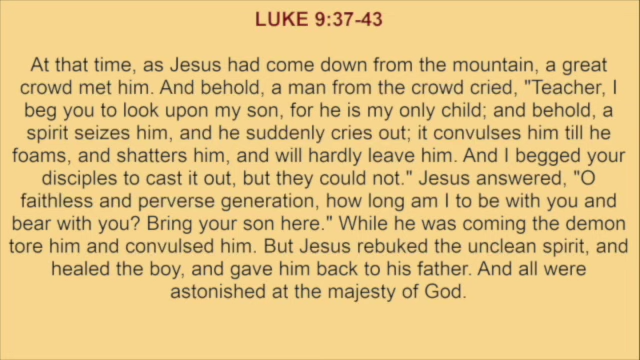 LUKE 9:37-43
At that time, as Jesus had come down from the mountain, a great
crowd met him. And behold, a man from the crowd cried, "Teacher, I
beg you to look upon my son, for he is my only child; and behold, a
spirit seizes him, and he suddenly cries out; it convulses him till he
foams, and shatters him, and will hardly leave him. And I begged your
disciples to cast it out, but they could not." Jesus answered, "O
faithless and perverse generation, how long am I to be with you and
bear with you? Bring your son here." While he was coming the demon
tore him and convulsed him. But Jesus rebuked the unclean spirit, and
healed the boy, and gave him back to his father. And all were
astonished at the majesty of God.